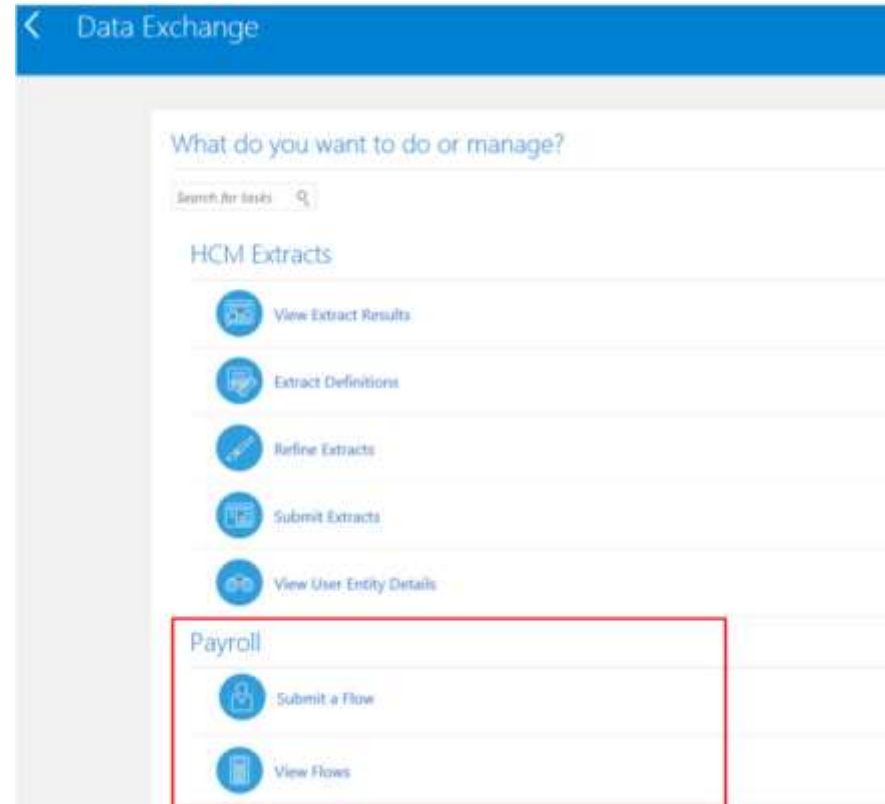 Data Exchange
What do you want to do or manage?
Search for tasks
HCM Extracts
View Extract Results
Extract Definitions
Refine Extracts
Submit Extracts
View User Entity Details
Payroll
Submit a Flow
View Flows